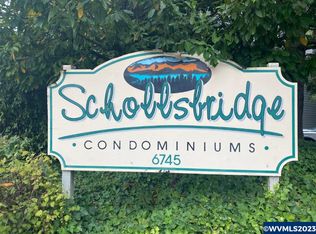 Schollsbridge
• CONDOMINIUMS •
6745
© WVMLS2023